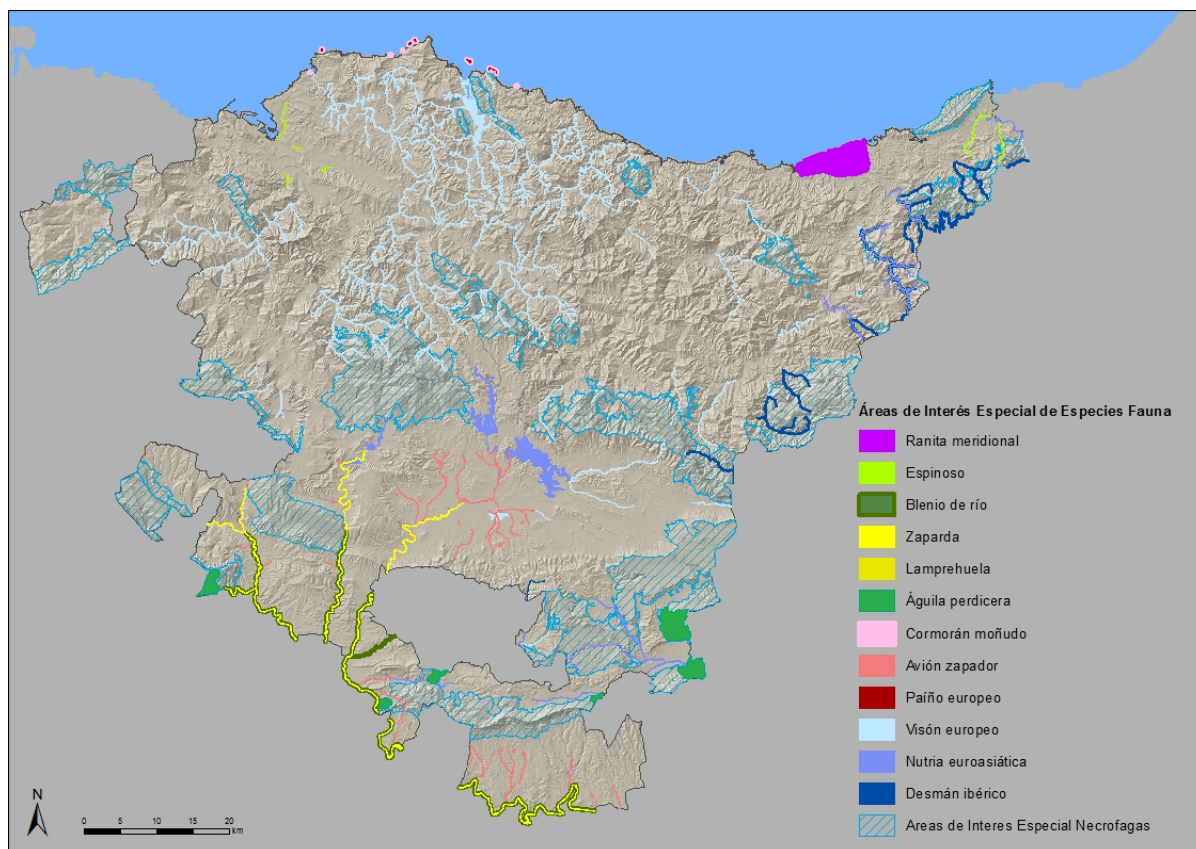 Áreas de Interés Especial de Especies Fauna
Ranita meridional
Espinoso
Blenio de río
Zaparda
Lamprehuela
Águila perdicera
Cormorán moñudo
Avión zapador
Paíño europeo
Visón europeo
Nutria euroasiática
Desmán ibérico
Areas de Interes Especial Necrofagas
N
0 5 10 20
km